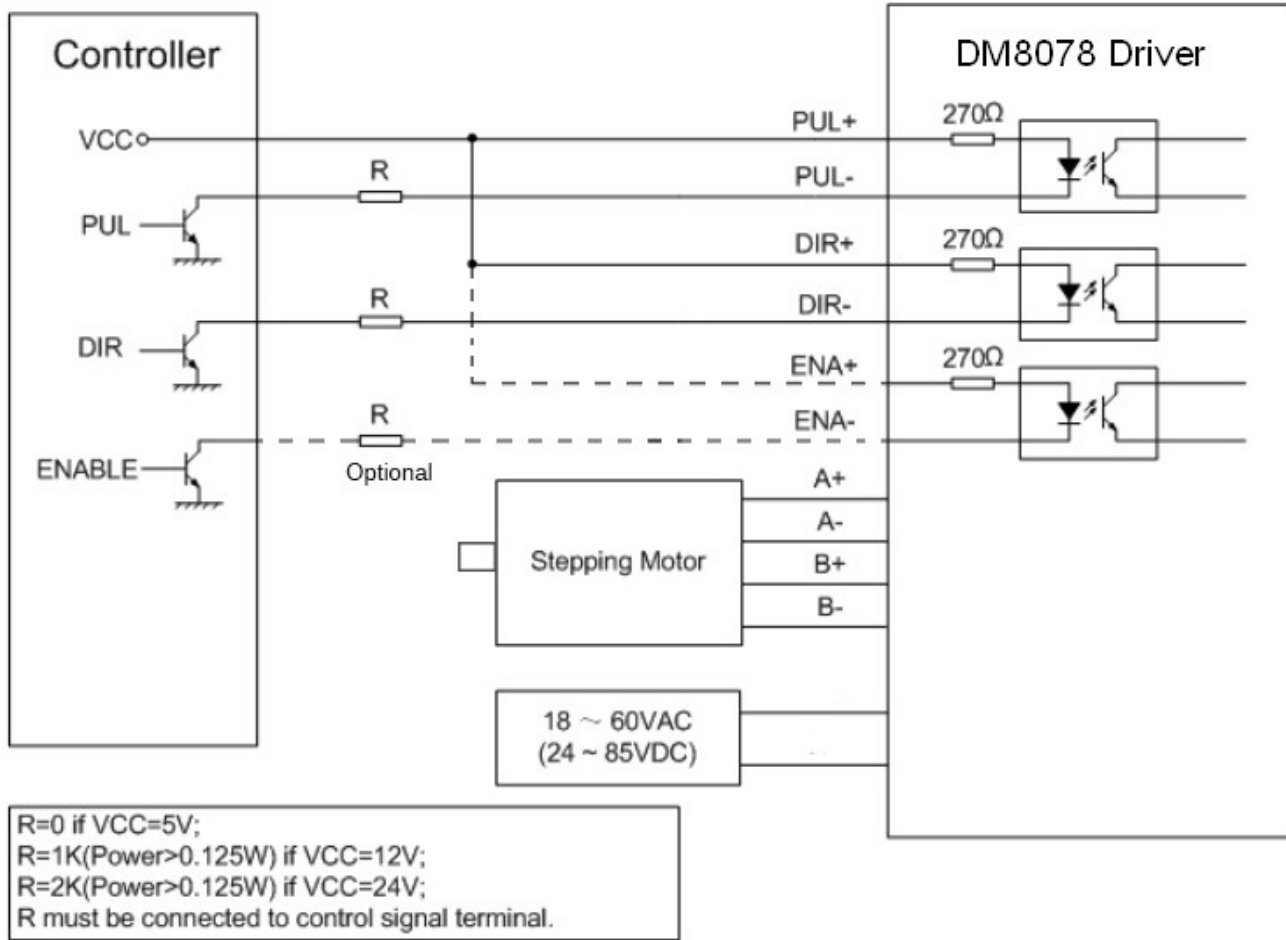 Controller
DM8078 Driver
VCC
PUL+
270Ω
R
PUL-
PUL
DIR+
270Ω
R
DIR-
DIR
ENA+
270Ω
R
ENA-
ENABLE
Optional
A+
A-
Stepping Motor
B+
B-
18 ～ 60VAC
(24 ~ 85VDC)
R=0 if VCC=5V;
R=1K(Power>0.125W) if VCC=12V;
R=2K(Power>0.125W) if VCC=24V;
R must be connected to control signal terminal.